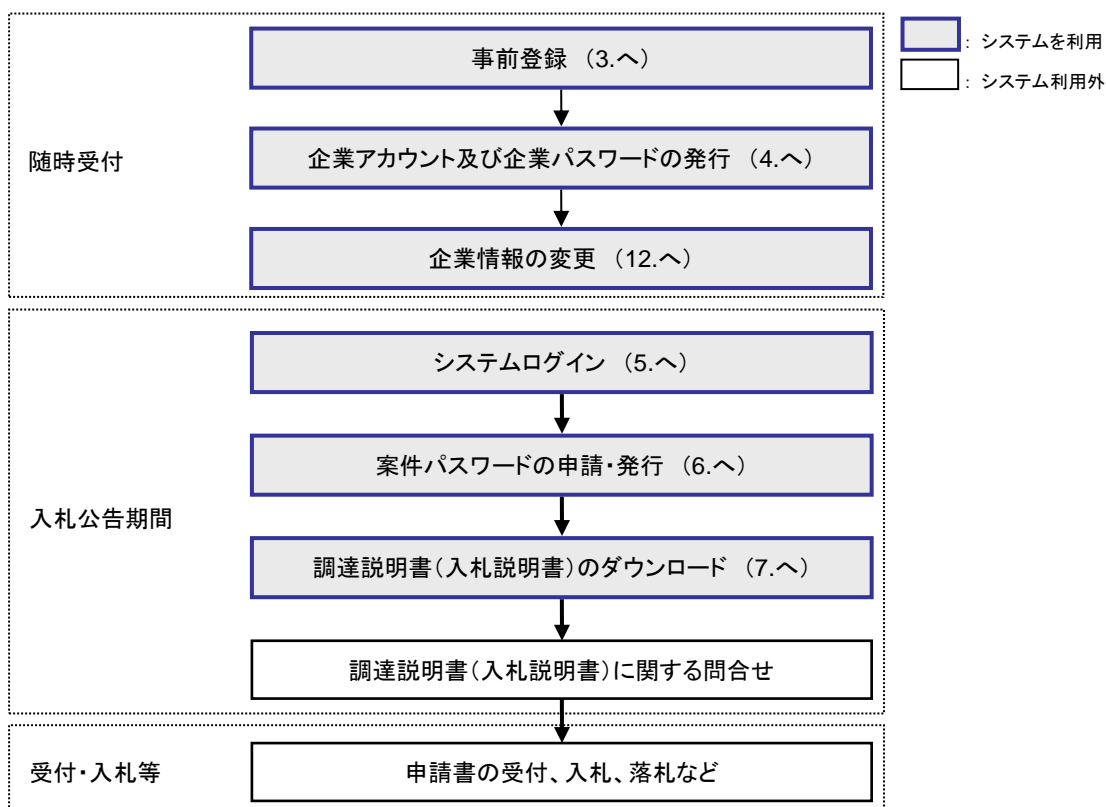 事前登録 (3.へ)
: システムを利用
: システム利用外
随時受付
企業アカウント及び企業パスワードの発行 (4.へ)
企業情報の変更 (12.へ)
システムログイン (5.へ)
案件パスワードの申請・発行 (6.へ)
入札公告期間
調達説明書(入札説明書)のダウンロード (7.へ)
調達説明書(入札説明書)に関する問合せ
受付・入札等
申請書の受付、入札、落札など